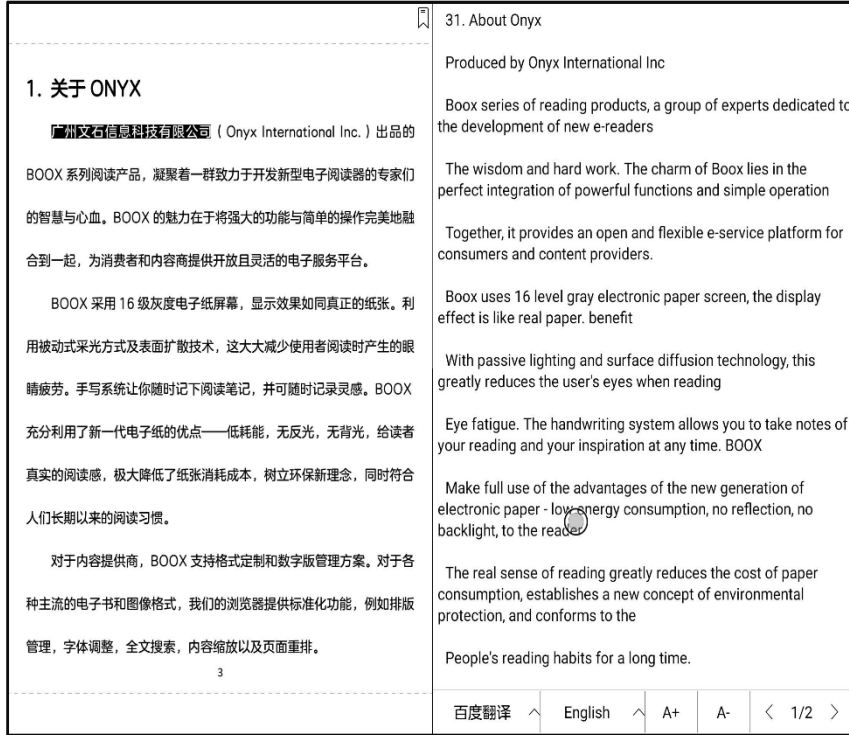 1. 关于 ONYX
广州文石信息科技有限公司（Onyx International Inc.）出品的
BOOX 系列阅读产品，凝聚着一群致力于开发新型电子阅读器的专家们
的智慧与心血。BOOX 的魅力在于将强大的功能与简单的操作完美地融
合到一起，为消费者和内容商提供开放且灵活的电子服务平台。
BOOX 采用 16 级灰度电子纸屏幕，显示效果如同真正的纸张。利
用被动式采光方式及表面扩散技术，这大大减少使用者阅读时产生的眼
睛疲劳。手写系统让你随时记下阅读笔记，并可随时记录灵感。BOOX
充分利用了新一代电子纸的优点——低耗能，无反光，无背光，给读者
真实的阅读感，极大降低了纸张消耗成本，树立环保新理念，同时符合
人们长期以来的阅读习惯。
对于内容提供商，BOOX 支持格式定制和数字版管理方案。对于各
种主流的电子书和图像格式，我们的浏览器提供标准化功能，例如排版
管理，字体调整，全文搜索，内容缩放以及页面重排。
3
31. About Onyx
Produced by Onyx International Inc
Boox series of reading products, a group of experts dedicated to
the development of new e-readers
The wisdom and hard work. The charm of Boox lies in the
perfect integration of powerful functions and simple operation
Together, it provides an open and flexible e-service platform for
consumers and content providers.
Boox uses 16 level gray electronic paper screen, the display
effect is like real paper. benefit
With passive lighting and surface diffusion technology, this
greatly reduces the user's eyes when reading
Eye fatigue. The handwriting system allows you to take notes of
your reading and your inspiration at any time. BOOX
Make full use of the advantages of the new generation of
electronic paper - low energy consumption, no reflection, no
backlight, to the reader
The real sense of reading greatly reduces the cost of paper
consumption, establishes a new concept of environmental
protection, and conforms to the
People's reading habits for a long time.
百度翻译 English A+ A- 1/2